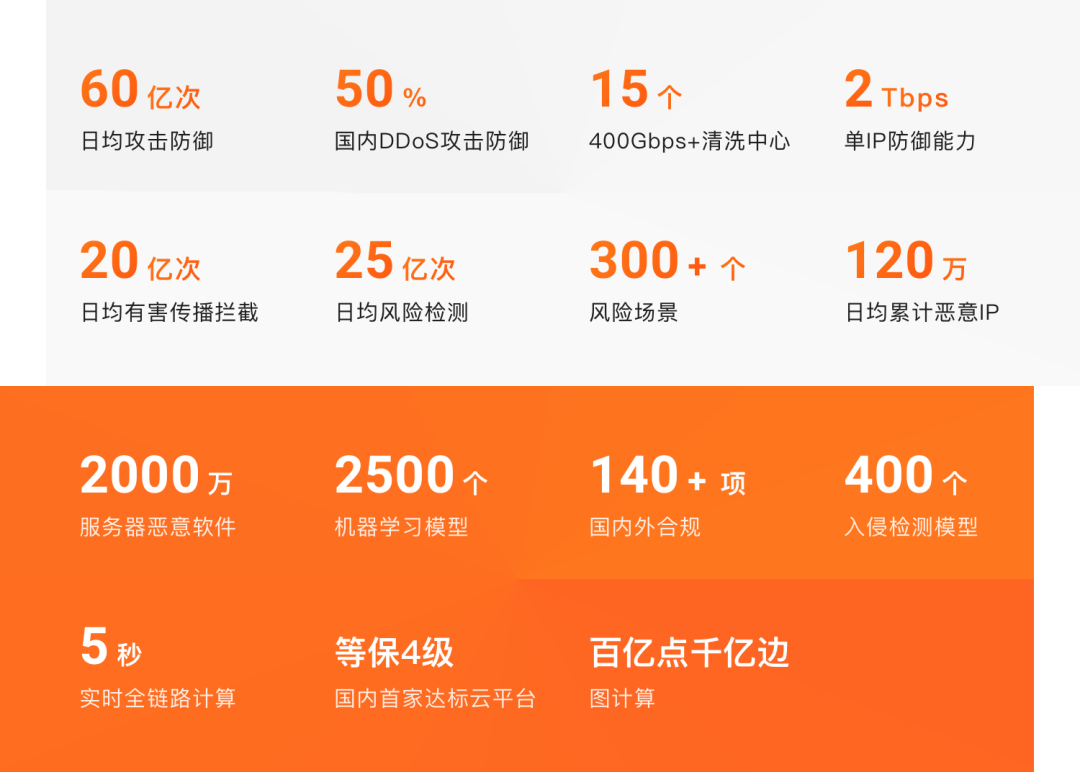 60 亿次
50 %
15 个
2 Tbps
日均攻击防御
国内DDoS攻击防御
400Gbps+清洗中心
单IP防御能力
20 亿次
25 亿次
300 + 个
120 万
日均有害传播拦截
日均风险检测
风险场景
日均累计恶意IP
2000 万
2500 个
140 + 项
400 个
服务器恶意软件
机器学习模型
国内外合规
入侵检测模型
5 秒
等保4级
百亿点千亿边
实时全链路计算
国内首家达标云平台
图计算